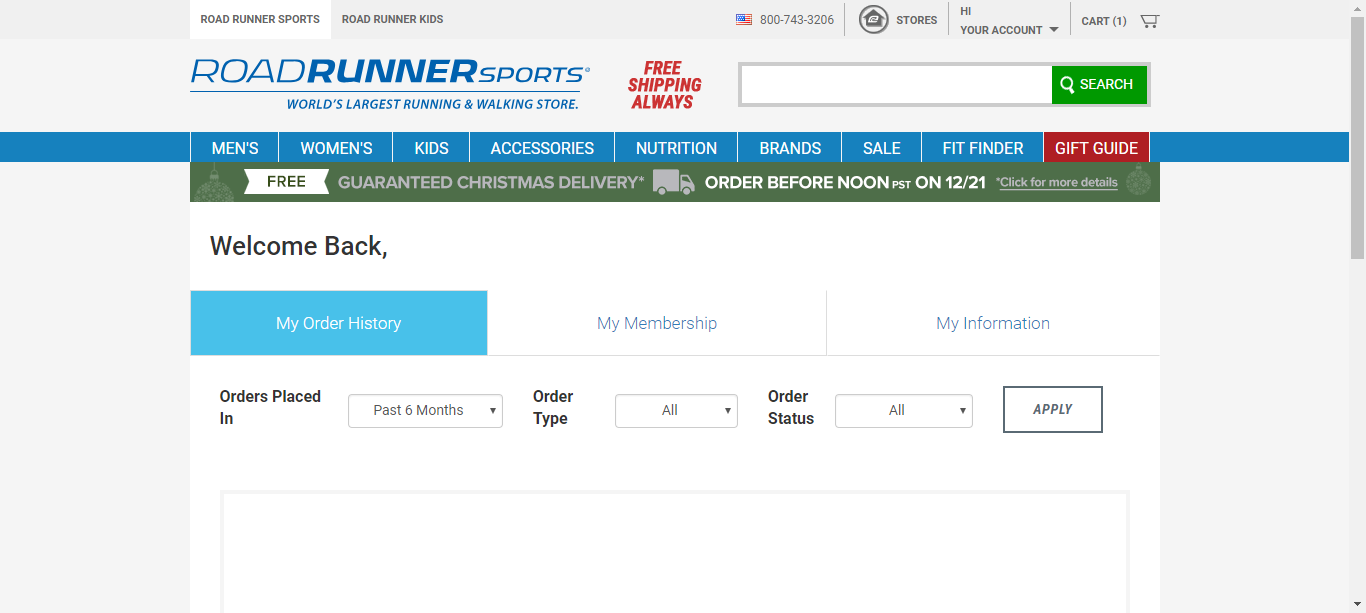 ROAD RUNNER SPORTS
ROAD RUNNER KIDS
800-743-3206
STORES
HI
YOUR ACCOUNT
CART (1)
ROADRUNNERSPORTS®
WORLD'S LARGEST RUNNING & WALKING STORE.
FREE
SHIPPING
ALWAYS
SEARCH
MEN'S
WOMEN'S
KIDS
ACCESSORIES
NUTRITION
BRANDS
SALE
FIT FINDER
GIFT GUIDE
FREE GUARANTEED CHRISTMAS DELIVERY* ORDER BEFORE NOON PST ON 12/21 *Click for more details
Welcome Back,
My Order History
My Membership
My Information
Orders Placed
In
Past 6 Months
Order
Type
All
Order
Status
All
APPLY